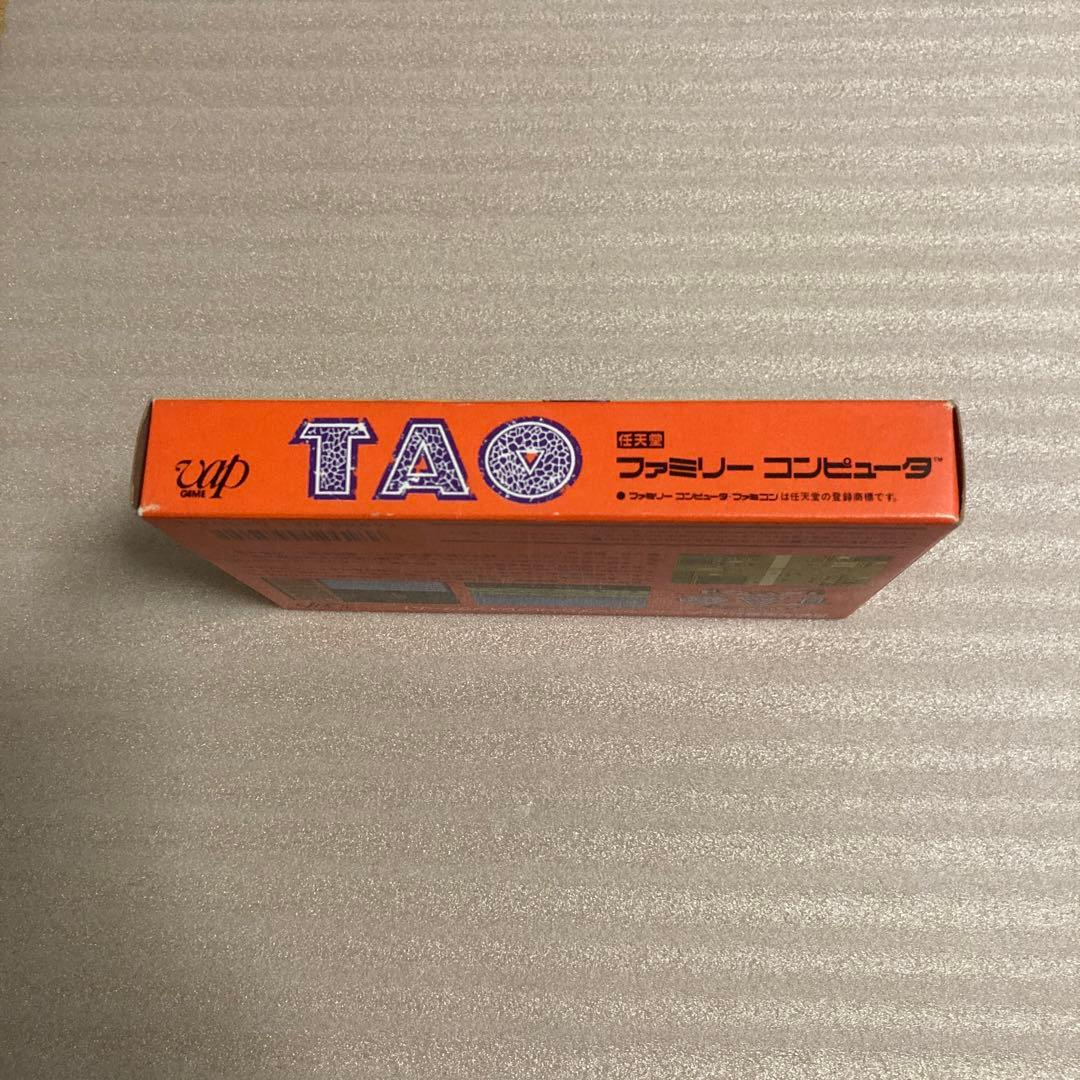 vap
GAME
TAO
任天堂
ファミリー コンピュータ™
● ファミリー コンピュータ・ファミコンは任天堂の登録商標です。